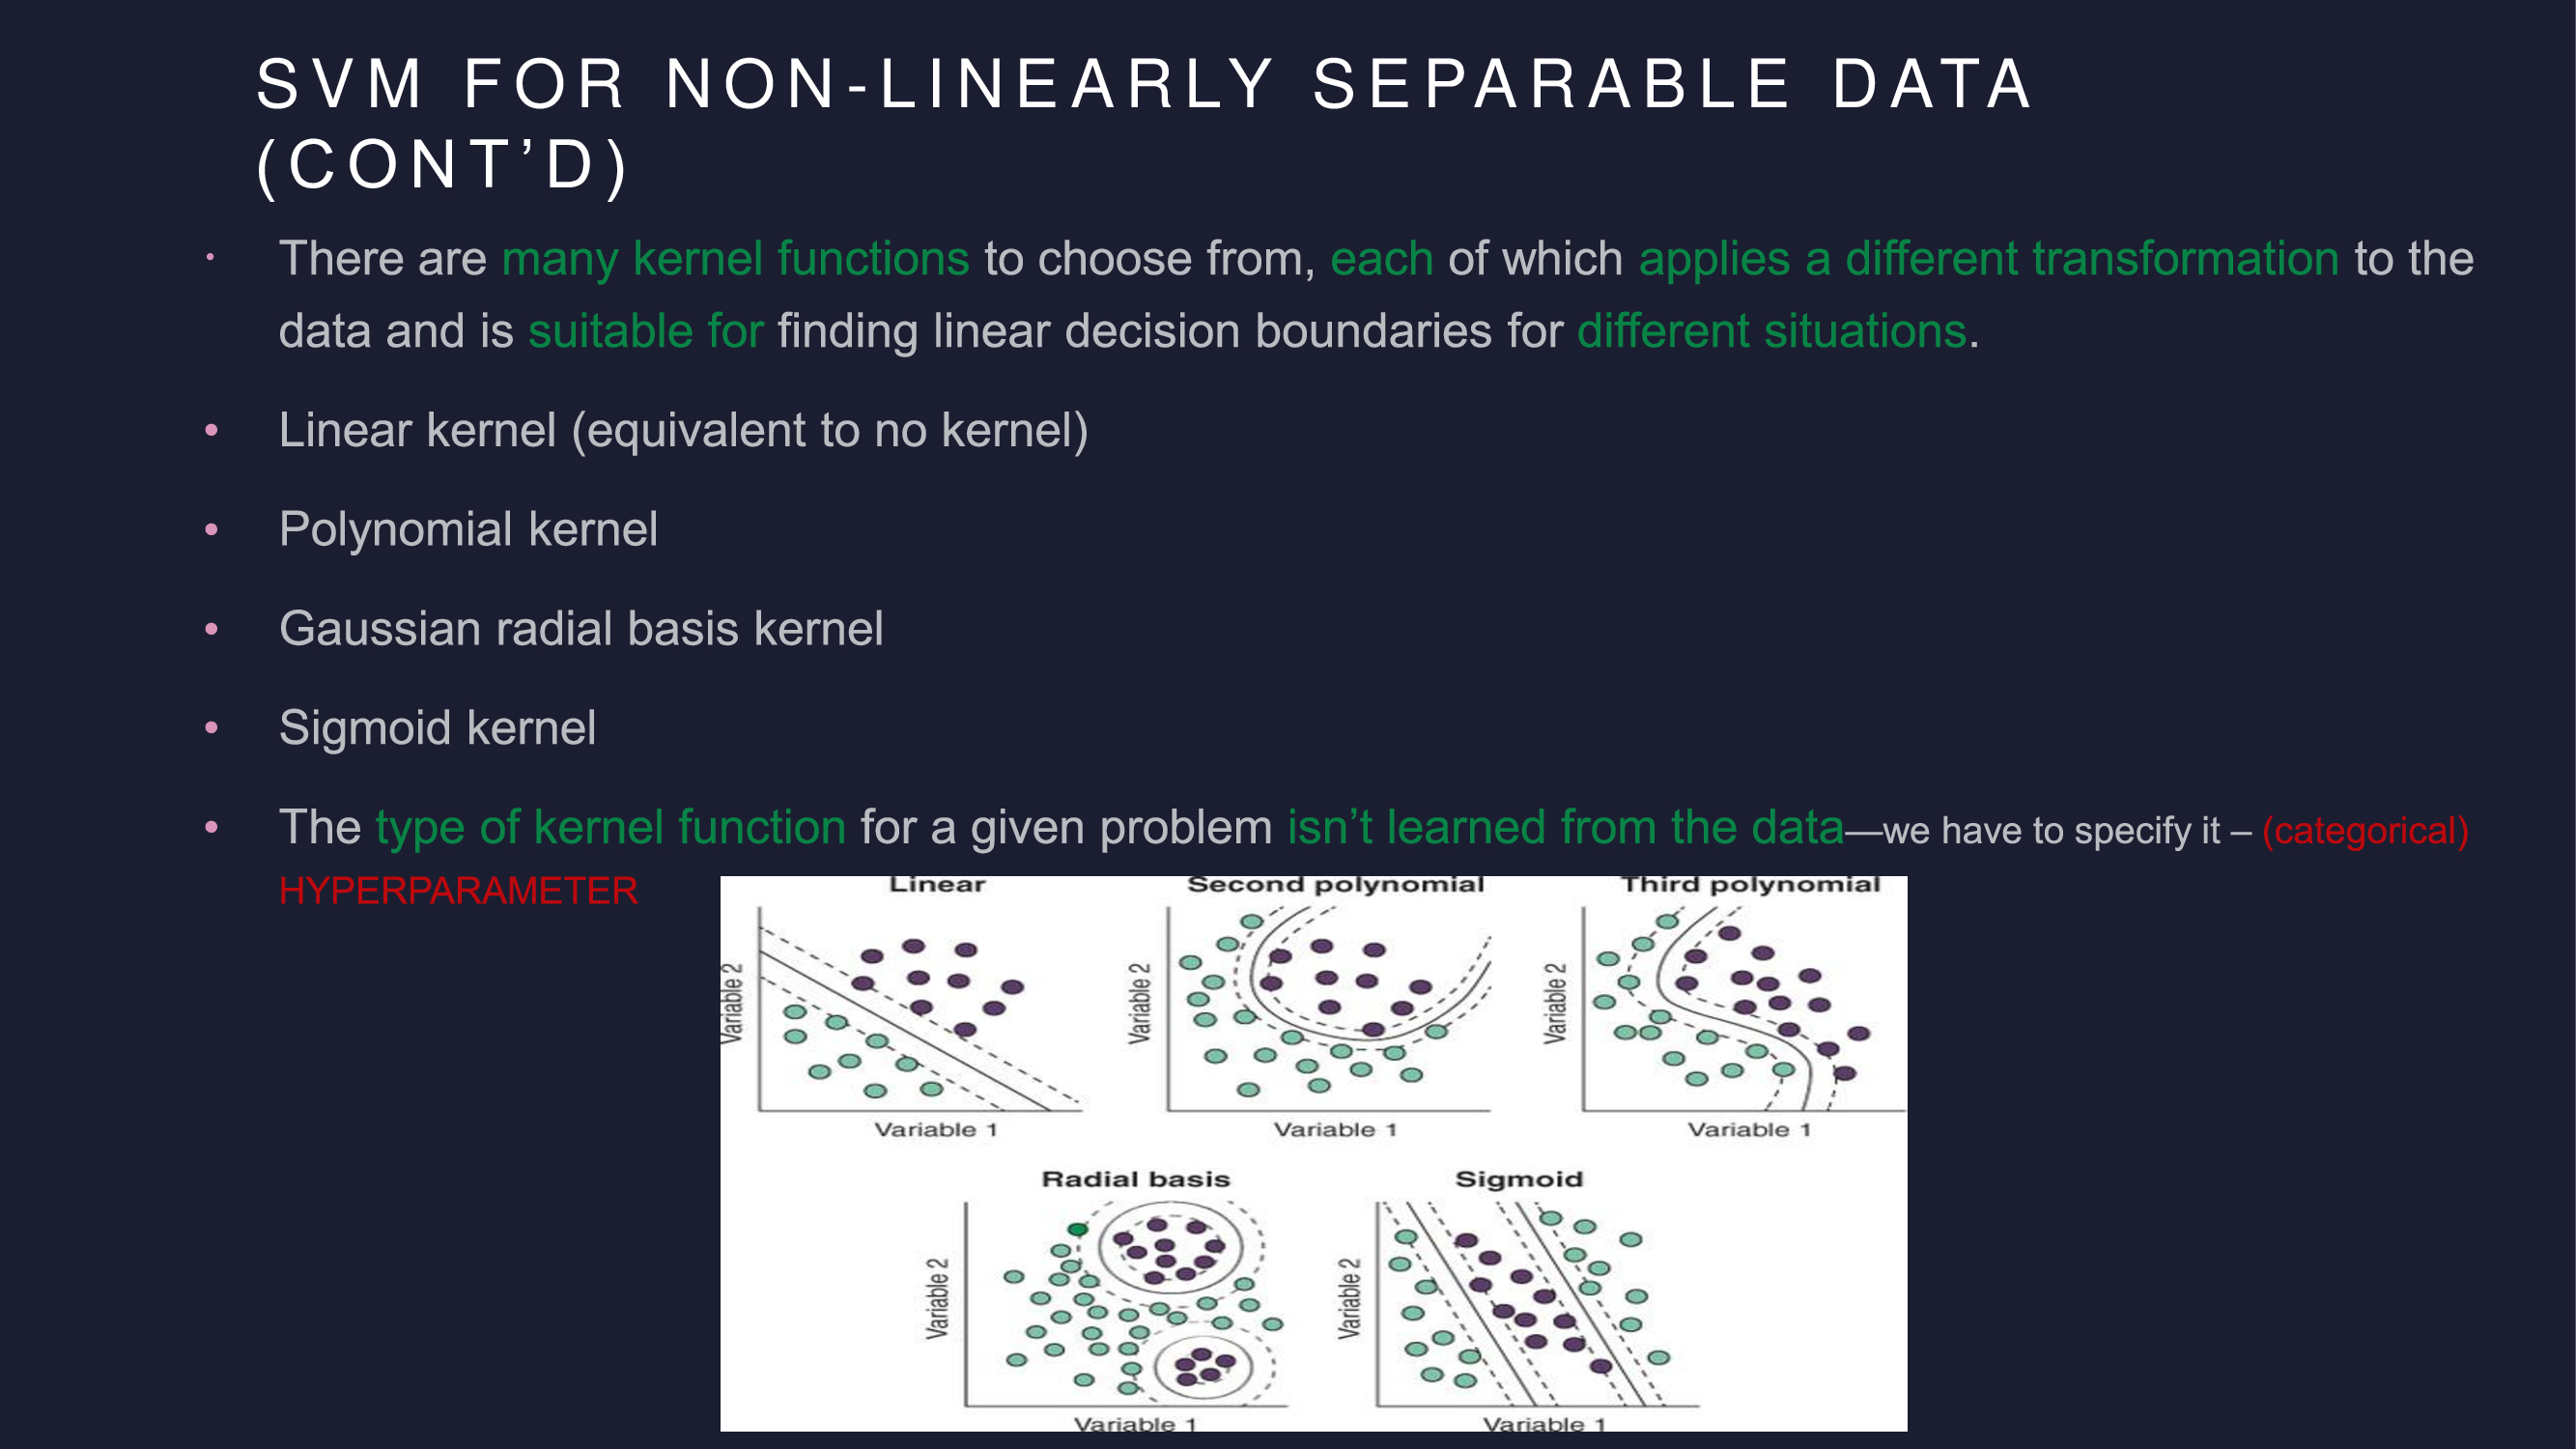 SVM FOR NON-LINEARLY SEPARABLE DATA
(CONT’D)
• There are many kernel functions to choose from, each of which applies a different transformation to the
data and is suitable for finding linear decision boundaries for different situations.
• Linear kernel (equivalent to no kernel)
• Polynomial kernel
• Gaussian radial basis kernel
• Sigmoid kernel
• The type of kernel function for a given problem isn’t learned from the data—we have to specify it – (categorical)
HYPERPARAMETER
Linear
Second polynomial
Third polynomial
Variable 2
Variable 2
Variable 2
Variable 1
Variable 1
Variable 1
Radial basis
Sigmoid
Variable 2
Variable 2
Variable 1
Variable 1